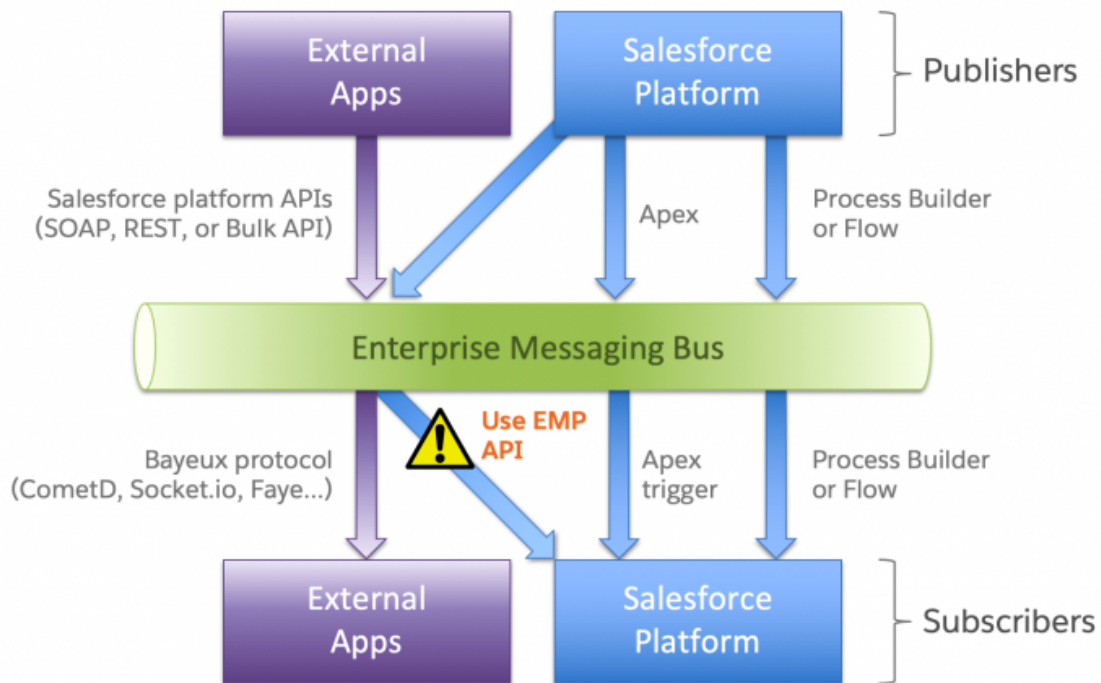 External
Apps
Salesforce
Platform
Publishers
Salesforce platform APIs
(SOAP, REST, or Bulk API)
Apex
Process Builder
or Flow
Enterprise Messaging Bus
Use EMP
API
Bayeux protocol
(CometD, Socket.io, Faye...)
Apex
trigger
Process Builder
or Flow
External
Apps
Salesforce
Platform
Subscribers